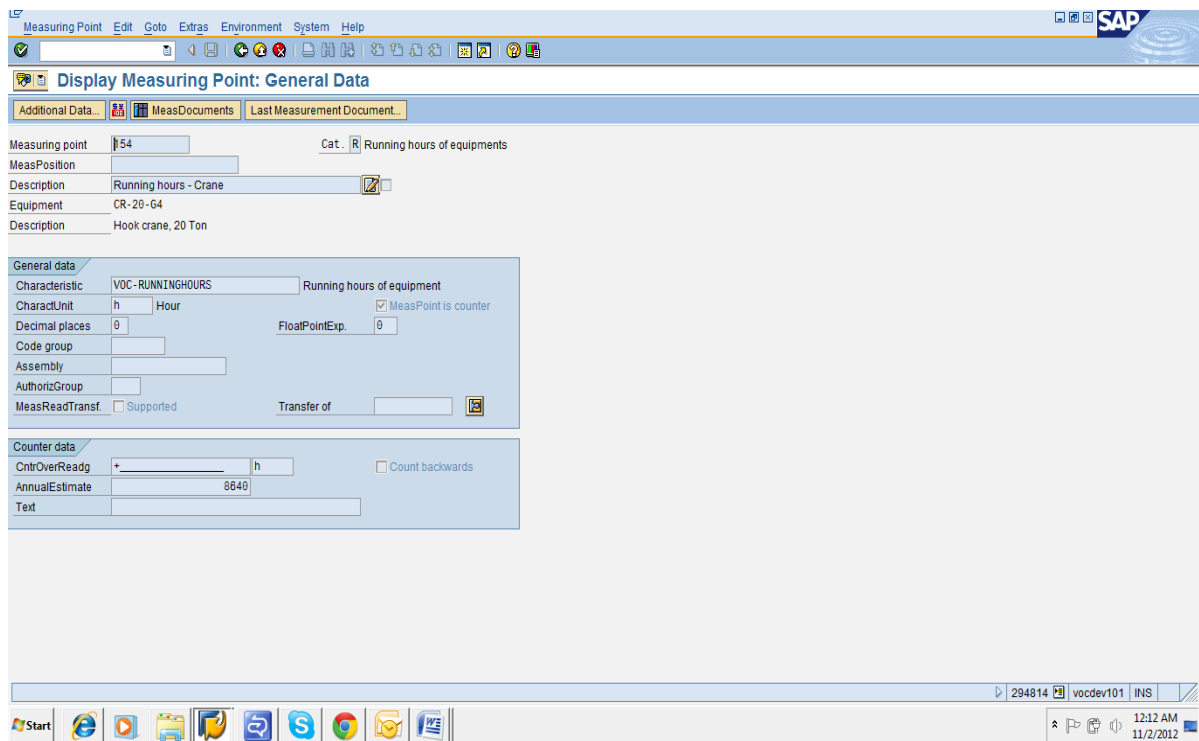 Measuring Point Edit Goto Extras Environment System Help
SAP
Display Measuring Point: General Data
Additional Data... MeasDocuments Last Measurement Document...
Measuring point 154 Cat. R Running hours of equipments
MeasPosition
Description Running hours - Crane
Equipment CR-20-G4
Description Hook crane, 20 Ton
General data
Characteristic VOC-RUNNINGHOURS Running hours of equipment
CharactUnit h Hour MeasPoint is counter
Decimal places 0 FloatPointExp. 0
Code group
Assembly
AuthorizGroup
MeasReadTransf. Supported Transfer of
Counter data
CntrOverReadg +_________________ h Count backwards
AnnualEstimate 8640
Text
294814 vocdev101 INS
Start 12:12 AM
11/2/2012